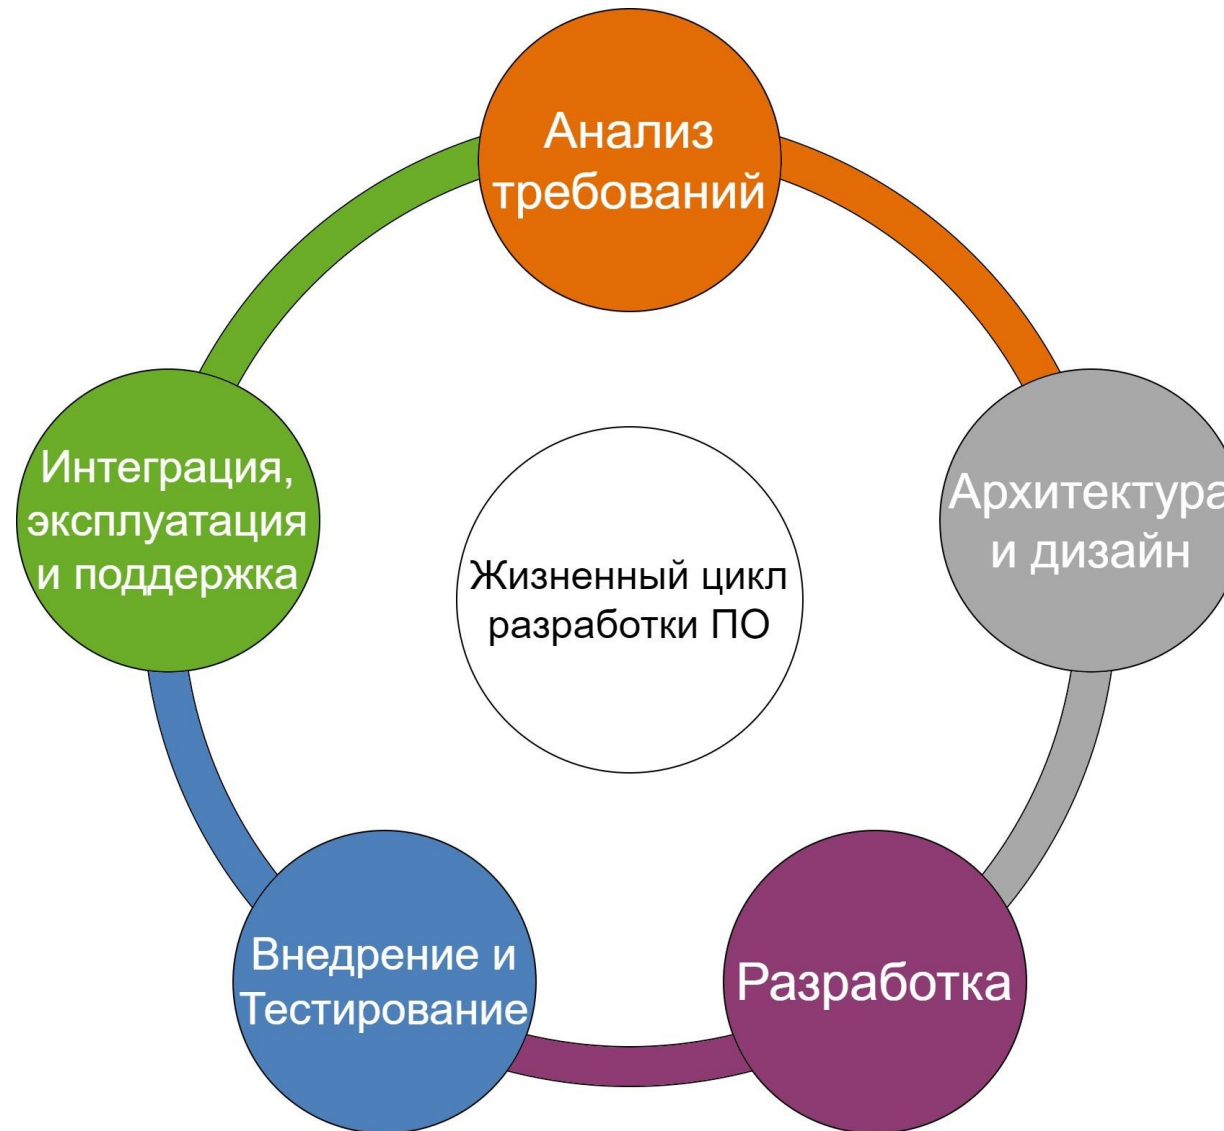 Анализ
требований
Архитектура
и дизайн
Разработка
Внедрение и
Тестирование
Интеграция,
эксплуатация
и поддержка
Жизненный цикл
разработки ПО